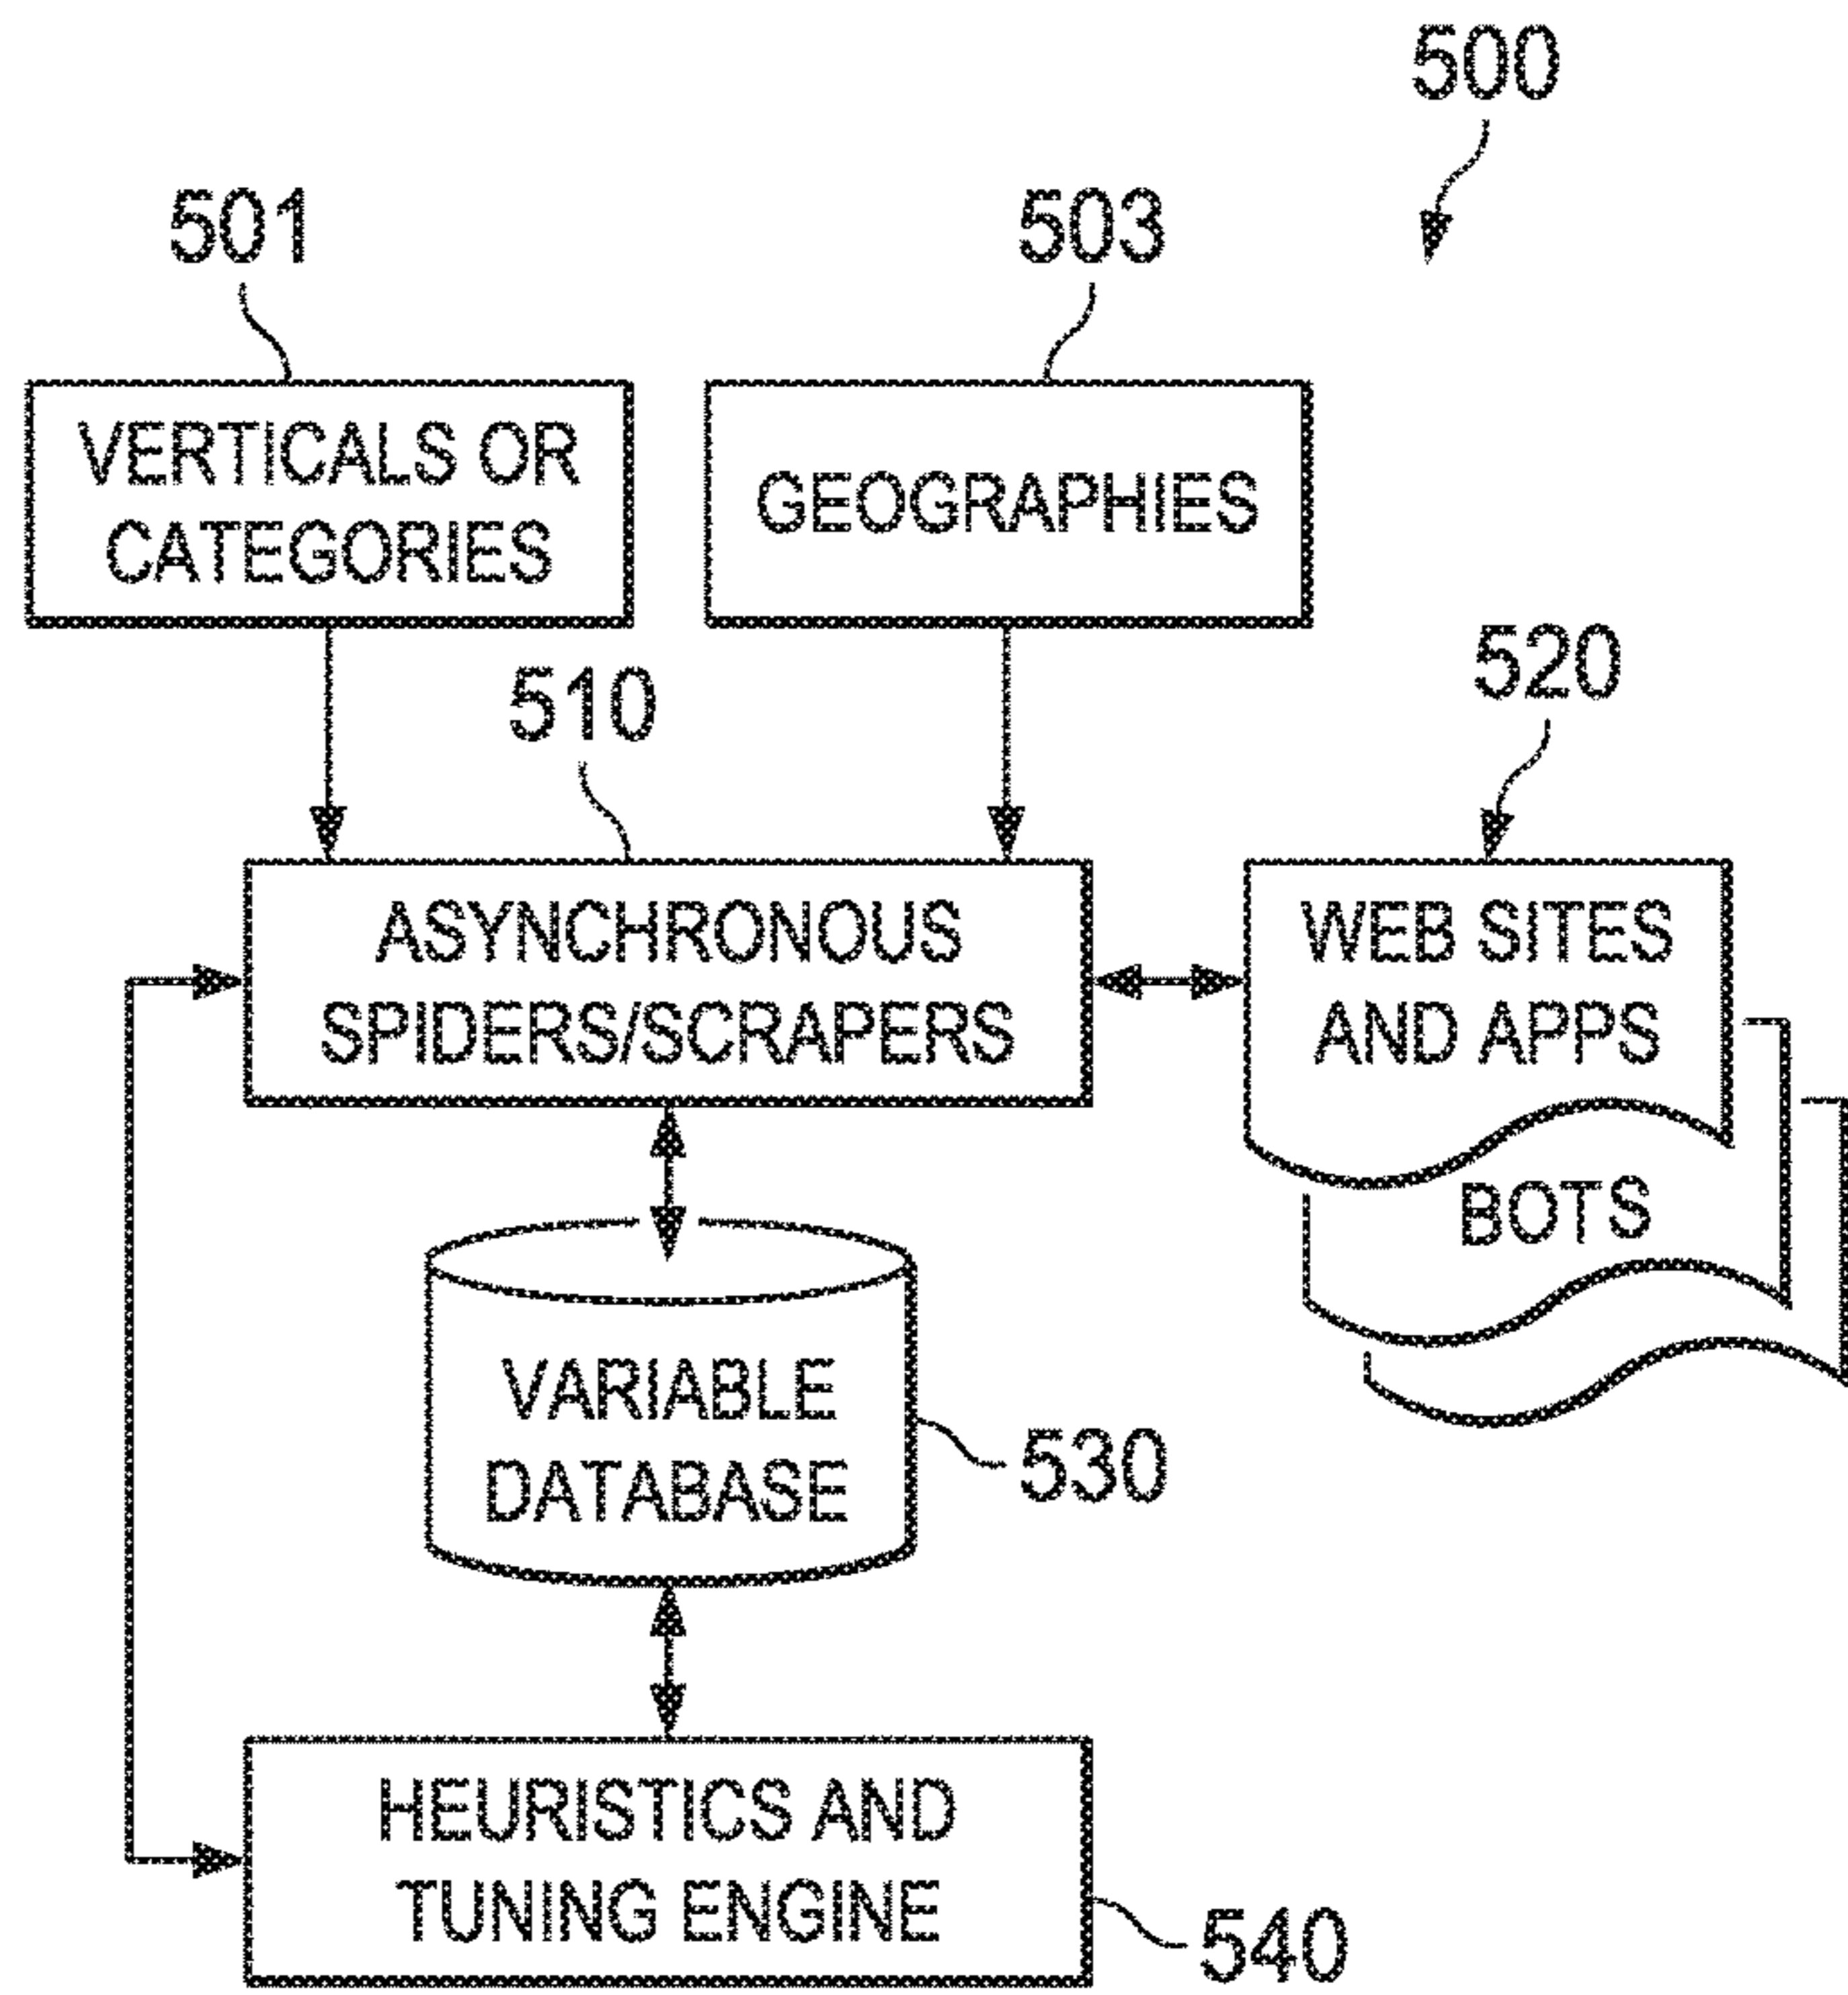 500
501
503
VERTICALS OR
CATEGORIES
GEOGRAPHIES
510
520
ASYNCHRONOUS
SPIDERS/SCRAPERS
WEB SITES
AND APPS
BOTS
VARIABLE
DATABASE
530
HEURISTICS AND
TUNING ENGINE
540